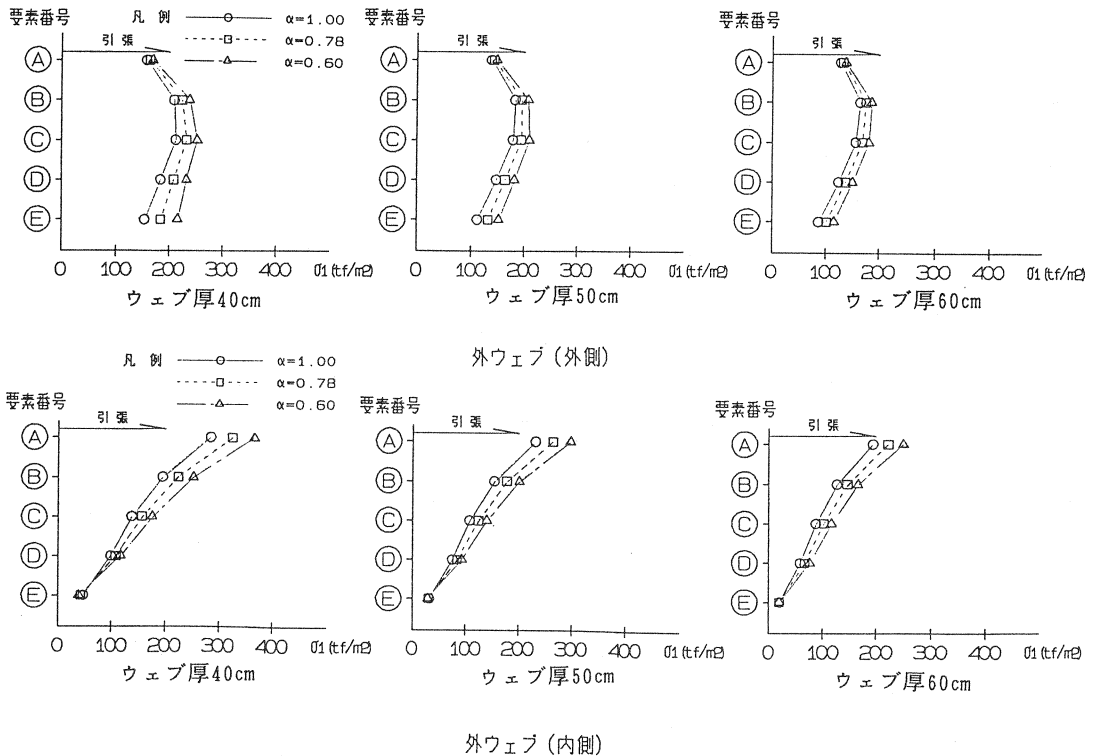 要素番号
凡 例
α=1.00
α=0.78
α=0.60
引張
Ⓐ
Ⓑ
Ⓒ
Ⓓ
Ⓔ
0 100 200 300 400 σ1(tf/m2)
ウェブ厚40cm
要素番号
引張
Ⓐ
Ⓑ
Ⓒ
Ⓓ
Ⓔ
0 100 200 300 400 σ1(tf/m2)
ウェブ厚50cm
要素番号
引張
Ⓐ
Ⓑ
Ⓒ
Ⓓ
Ⓔ
0 100 200 300 400 σ1(tf/m2)
ウェブ厚60cm
外ウェブ(外側)
凡 例
α=1.00
α=0.78
α=0.60
要素番号
引張
Ⓐ
Ⓑ
Ⓒ
Ⓓ
Ⓔ
0 100 200 300 400 σ1(tf/m2)
ウェブ厚40cm
要素番号
引張
Ⓐ
Ⓑ
Ⓒ
Ⓓ
Ⓔ
0 100 200 300 400 σ1(tf/m2)
ウェブ厚50cm
要素番号
引張
Ⓐ
Ⓑ
Ⓒ
Ⓓ
Ⓔ
0 100 200 300 400 σ1(tf/m2)
ウェブ厚60cm
外ウェブ(内側)